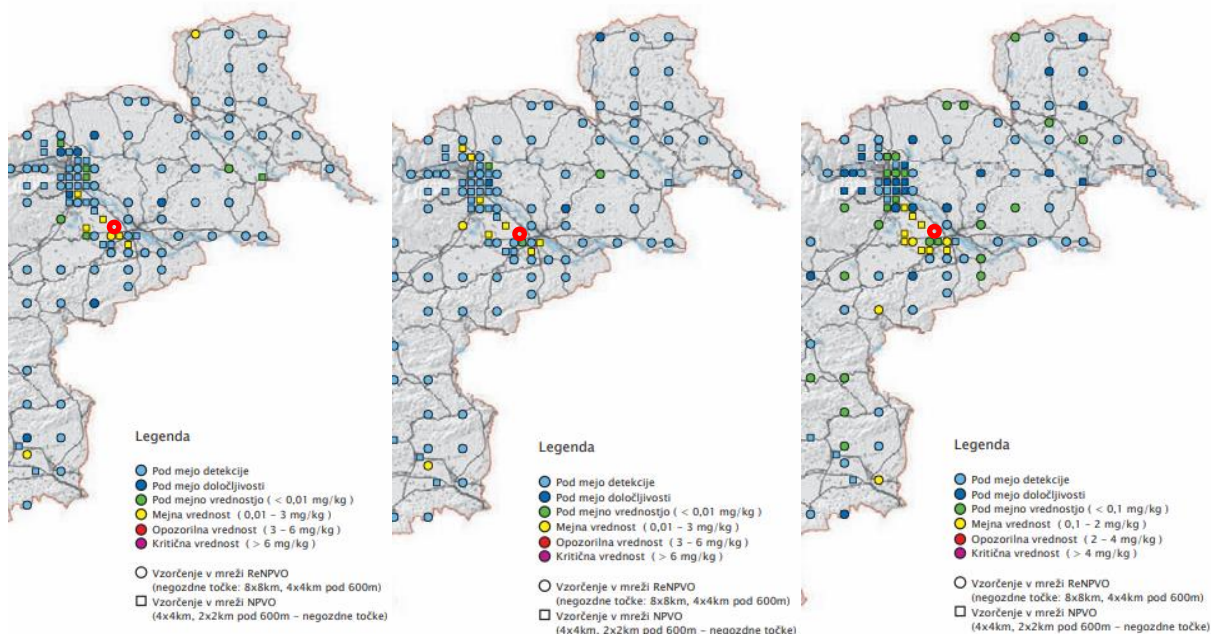 Legenda
Pod mejo detekcije
Pod mejo določljivosti
Pod mejno vrednostjo ( < 0,01 mg/kg )
Mejna vrednost ( 0,01 – 3 mg/kg )
Opozorilna vrednost ( 3 – 6 mg/kg )
Kritična vrednost ( > 6 mg/kg )
Vzorčenje v mreži ReNPVO
(negozdne točke: 8x8km, 4x4km pod 600m)
Vzorčenje v mreži NPVO
(4x4km, 2x2km pod 600m – negozdne točke)
Legenda
Pod mejo detekcije
Pod mejo določljivosti
Pod mejno vrednostjo ( < 0,01 mg/kg )
Mejna vrednost ( 0,01 – 3 mg/kg )
Opozorilna vrednost ( 3 – 6 mg/kg )
Kritična vrednost ( > 6 mg/kg )
Vzorčenje v mreži ReNPVO
(negozdne točke: 8x8km, 4x4km pod 600m)
Vzorčenje v mreži NPVO
(4x4km, 2x2km pod 600m – negozdne točke)
Legenda
Pod mejo detekcije
Pod mejo določljivosti
Pod mejno vrednostjo ( < 0,1 mg/kg )
Mejna vrednost ( 0,1 – 2 mg/kg )
Opozorilna vrednost ( 2 – 4 mg/kg )
Kritična vrednost ( > 4 mg/kg )
Vzorčenje v mreži ReNPVO
(negozdne točke: 8x8km, 4x4km pod 600m)
Vzorčenje v mreži NPVO
(4x4km, 2x2km pod 600m – negozdne točke)